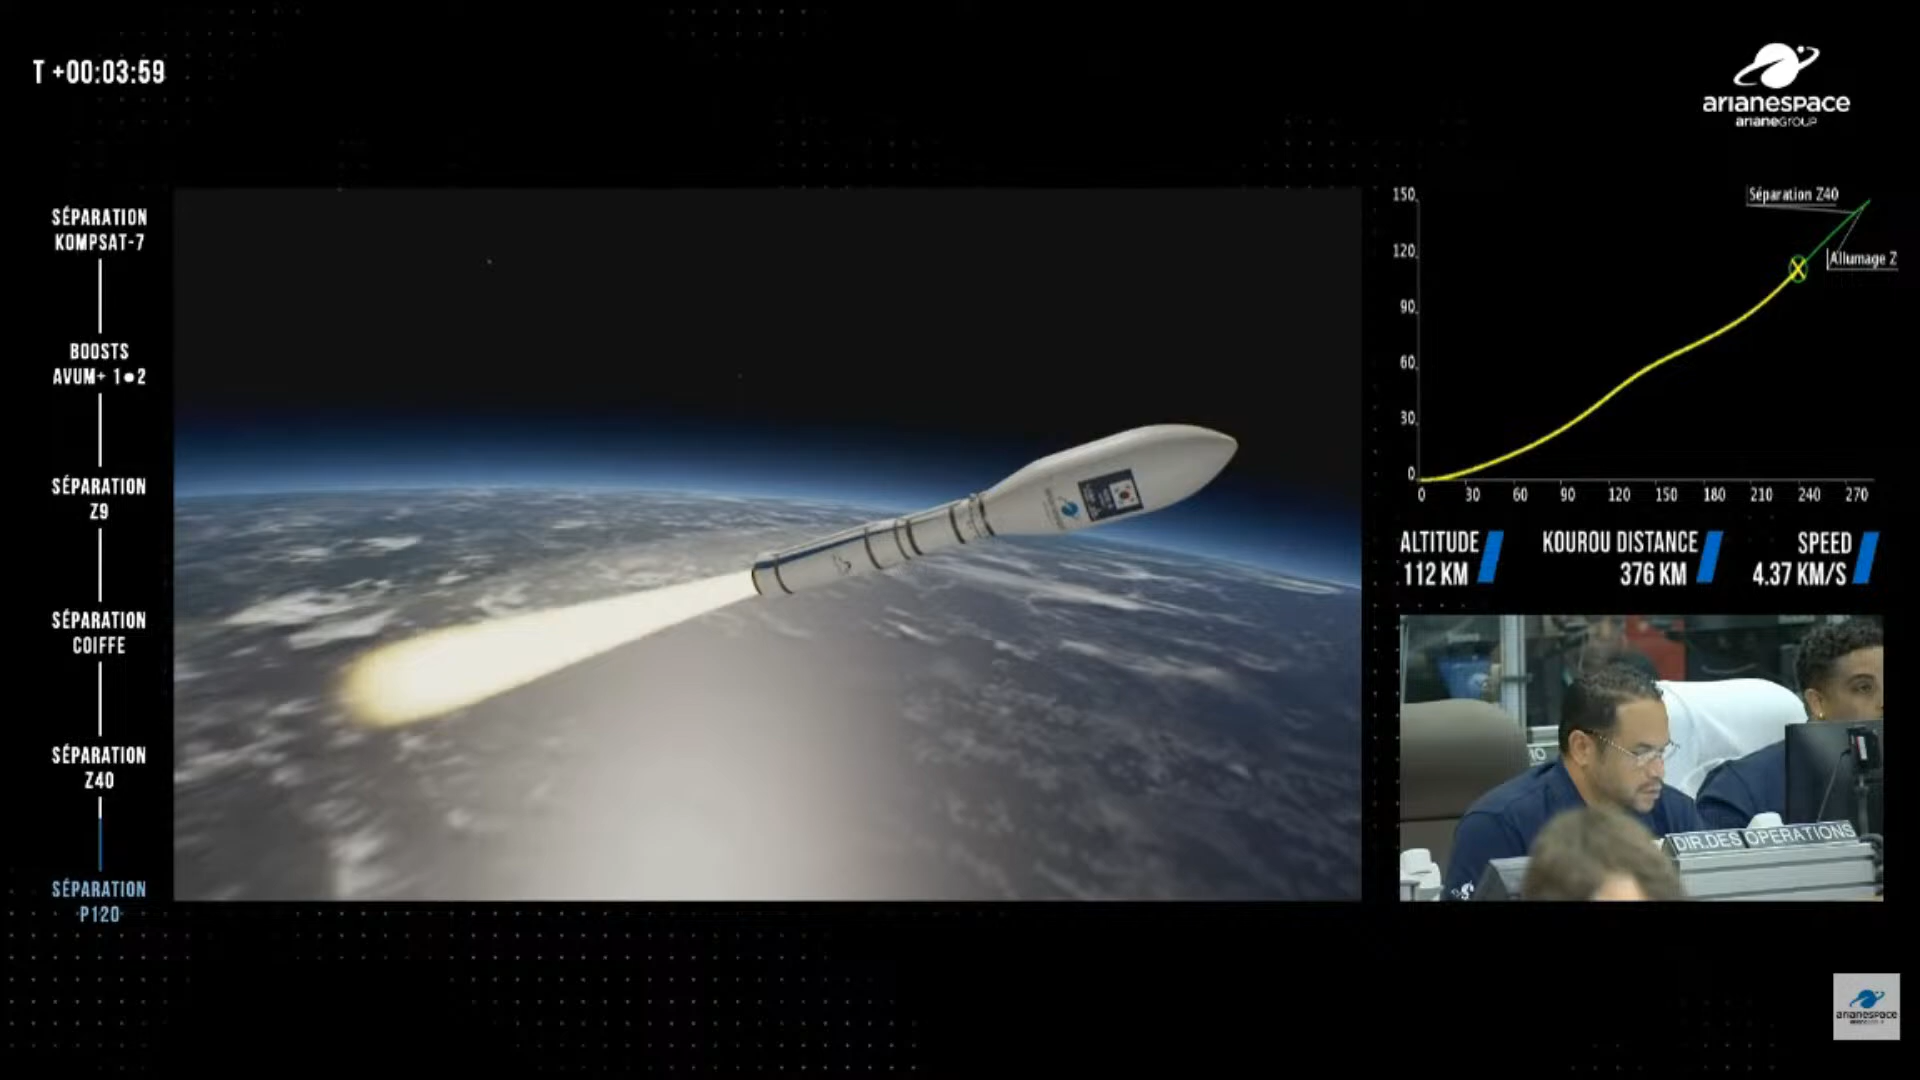 T +00:03:59
arianespace
arianeGROUP
SÉPARATION
KOMPSAT-7
BOOSTS
AVUM+ 1•2
SÉPARATION
Z9
SÉPARATION
COIFFE
SÉPARATION
Z40
SÉPARATION
P120
150
120
90
60
30
0
0 30 60 90 120 150 180 210 240 270
Séparation Z40
Allumage Z
ALTITUDE
112 KM
KOUROU DISTANCE
376 KM
SPEED
4.37 KM/S
DIR.DES OPERATIONS
arianespace